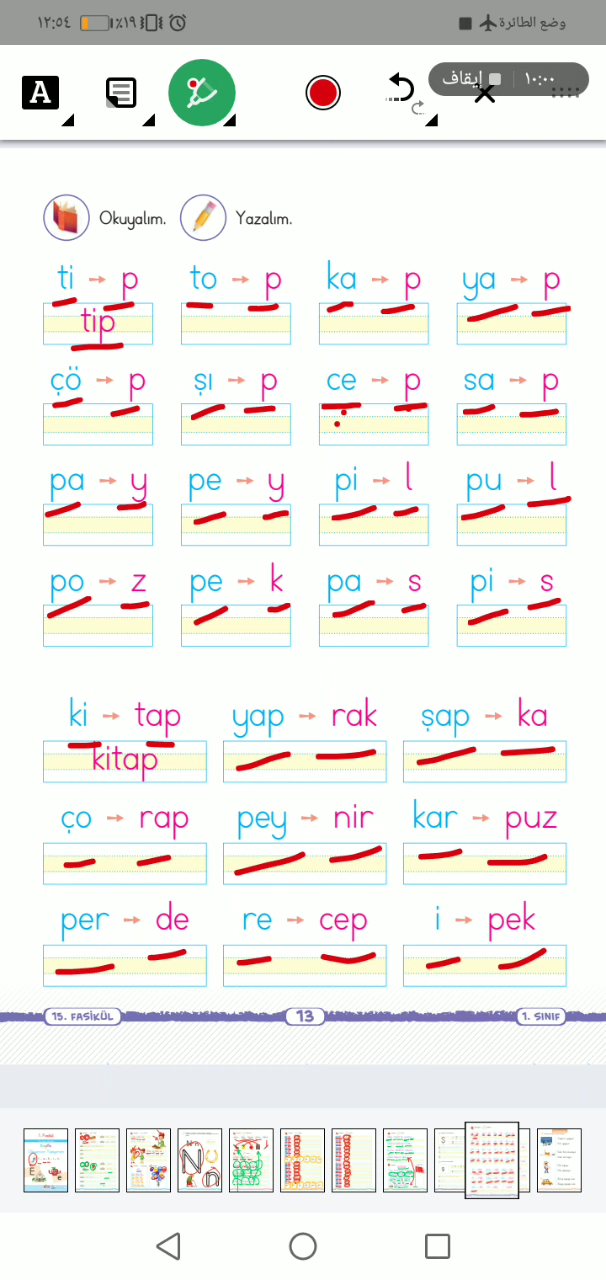 ١٢:٥٤ ٪١٩ وضع الطائرة
A إيقاف ١٠:٠٠
Okuyalım. Yazalım.
ti → p to → p ka → p ya → p
tip
çö → p şı → p ce → p sa → p
pa → y pe → y pi → l pu → l
po → z pe → k pa → s pi → s
ki → tap yap → rak şap → ka
kitap
ço → rap pey → nir kar → puz
per → de re → cep i → pek
15. FASİKÜL 13 1. SINIF